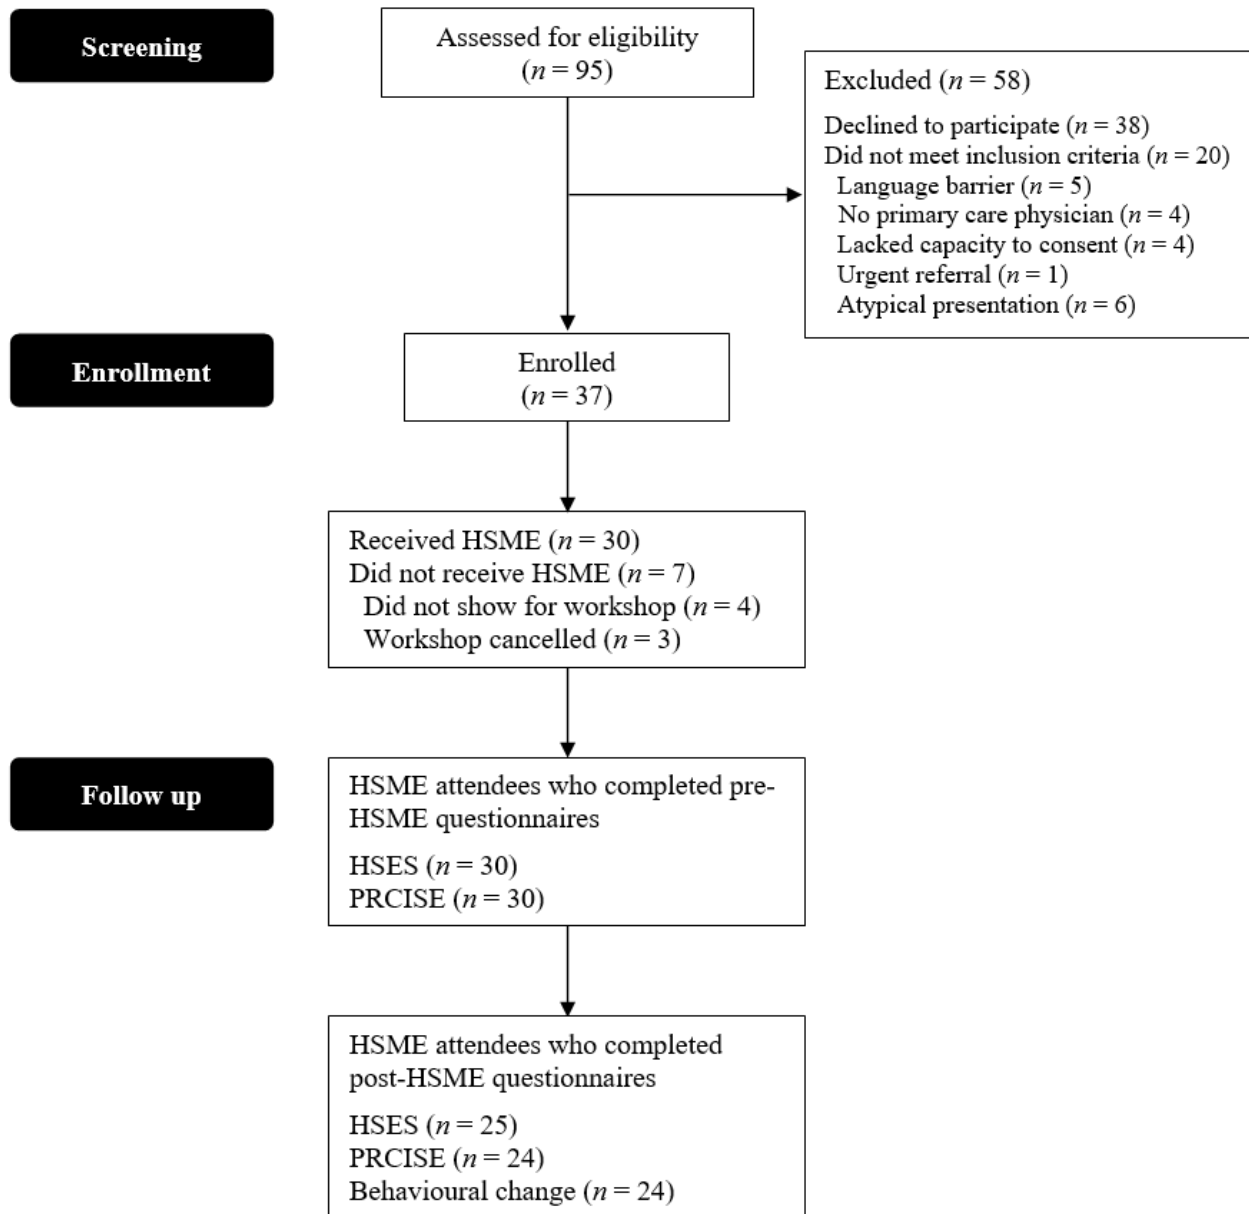 Screening
Assessed for eligibility
(n = 95)
Excluded (n = 58)
Declined to participate (n = 38)
Did not meet inclusion criteria (n = 20)
Language barrier (n = 5)
No primary care physician (n = 4)
Lacked capacity to consent (n = 4)
Urgent referral (n = 1)
Atypical presentation (n = 6)
Enrollment
Enrolled
(n = 37)
Received HSME (n = 30)
Did not receive HSME (n = 7)
Did not show for workshop (n = 4)
Workshop cancelled (n = 3)
Follow up
HSME attendees who completed pre-
HSME questionnaires
HSES (n = 30)
PRCISE (n = 30)
HSME attendees who completed
post-HSME questionnaires
HSES (n = 25)
PRCISE (n = 24)
Behavioural change (n = 24)